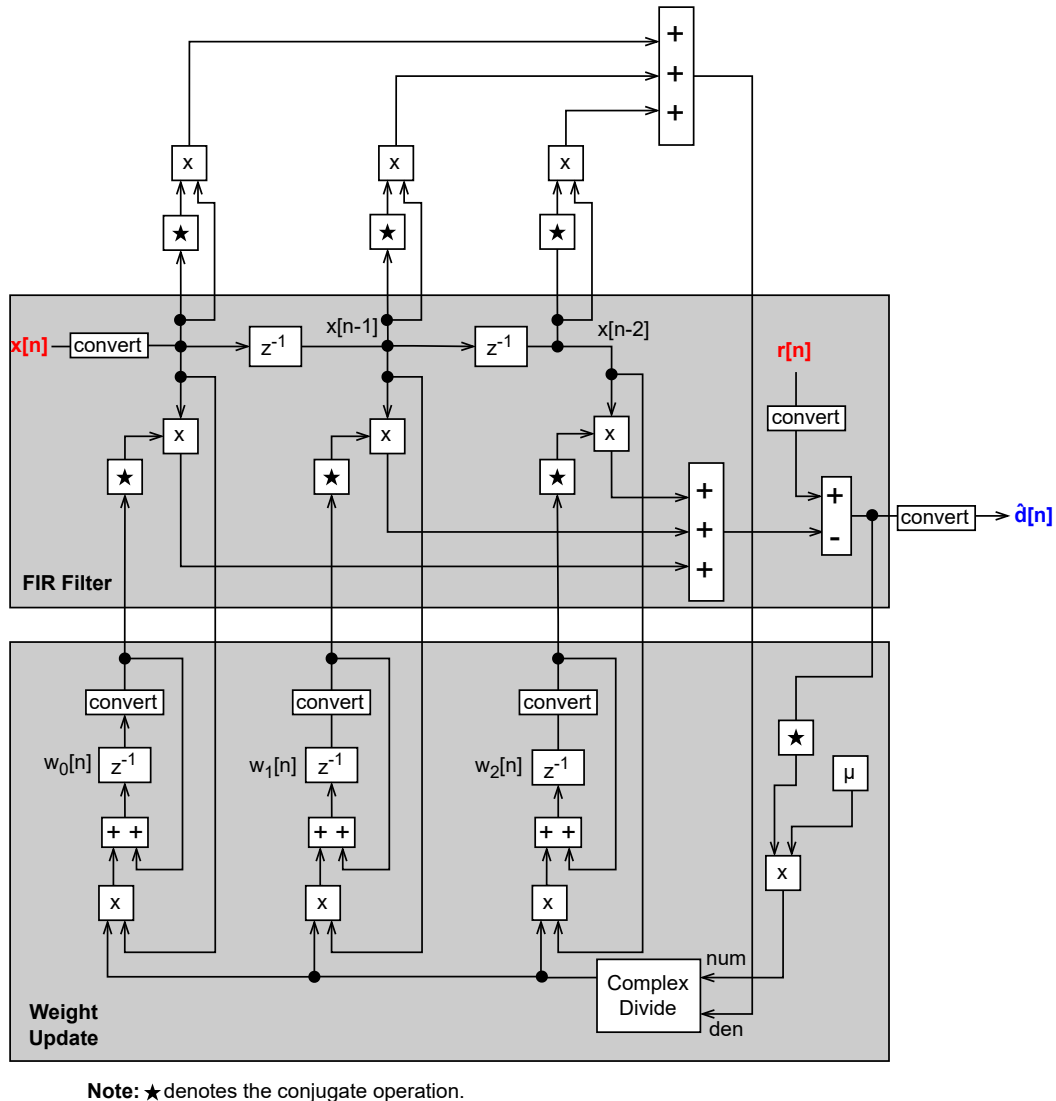 +
+
+
x
x
x
★
★
★
x[n]
convert
z-1
x[n-1]
z-1
x[n-2]
r[n]
convert
x
x
x
★
★
★
+
+
+
+
-
convert
d̂[n]
FIR Filter
convert
convert
convert
w0[n]
z-1
w1[n]
z-1
w2[n]
z-1
★
μ
+ +
+ +
+ +
x
x
x
x
Complex
Divide
num
den
Weight
Update
Note: ★ denotes the conjugate operation.